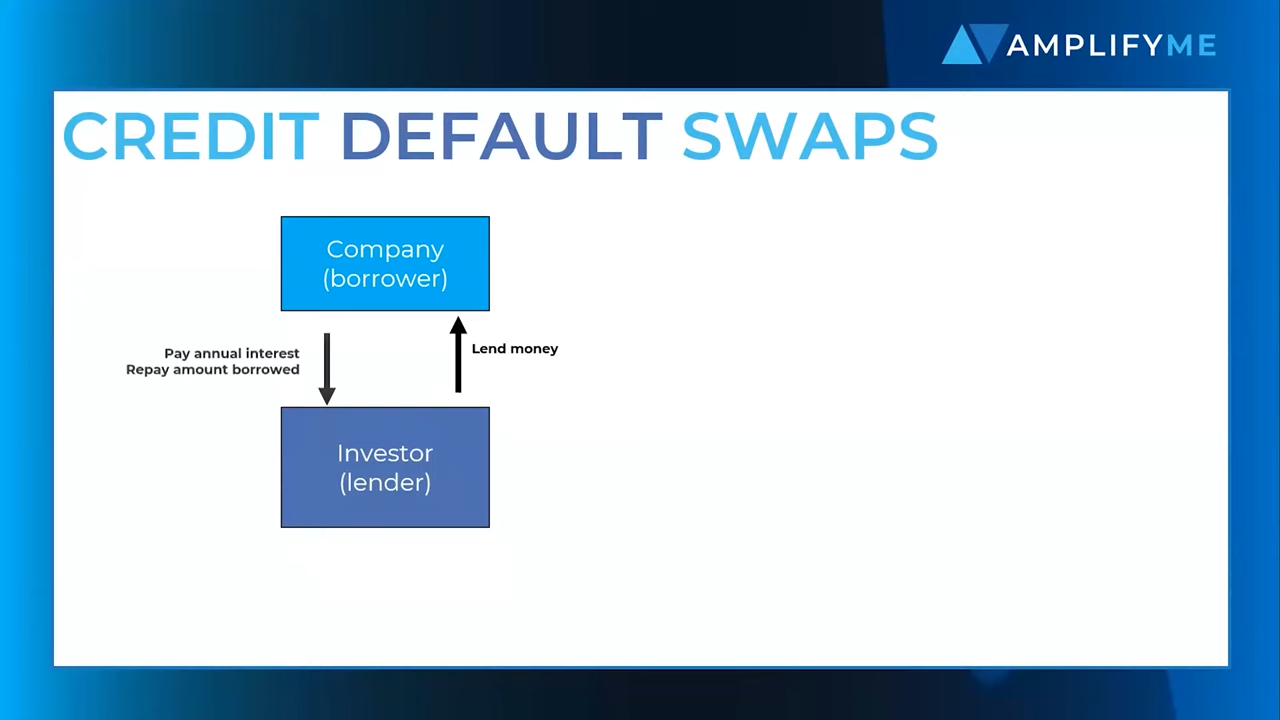 AMPLIFYME
CREDIT DEFAULT SWAPS
Company
(borrower)
Pay annual interest
Repay amount borrowed
Lend money
Investor
(lender)